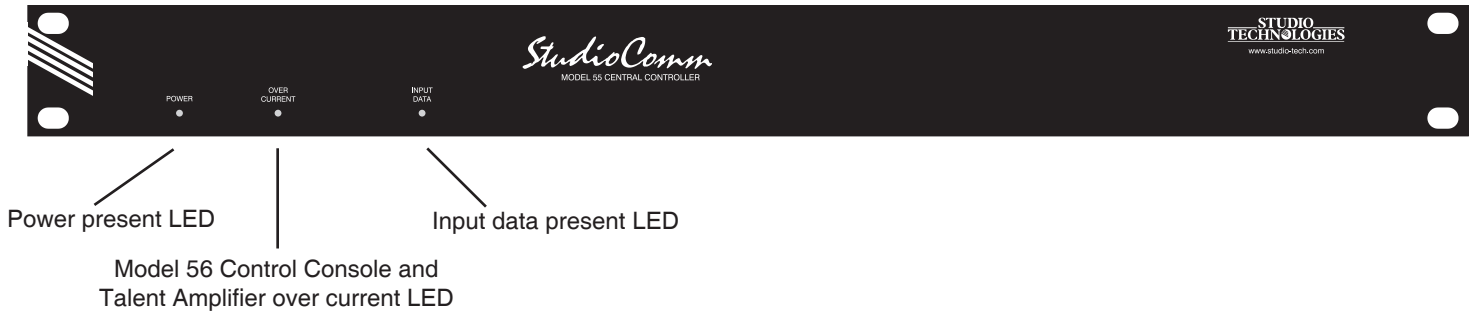 STUDIO
TECHNOLOGIES
www.studio-tech.com
StudioComm
MODEL 55 CENTRAL CONTROLLER
POWER
OVER
CURRENT
INPUT
DATA
Power present LED
Input data present LED
Model 56 Control Console and
Talent Amplifier over current LED